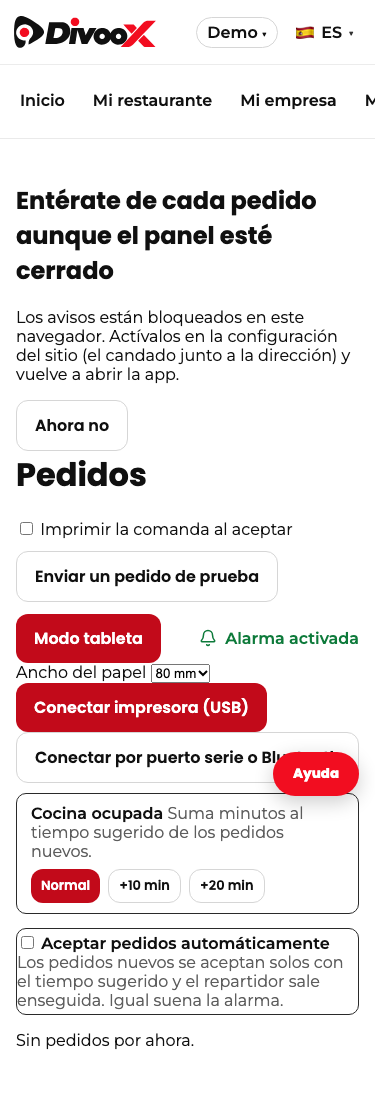 DivooX
Demo ▾
🇪🇸 ES ▾
Inicio Mi restaurante Mi empresa M
Entérate de cada pedido
aunque el panel esté
cerrado
Los avisos están bloqueados en este
navegador. Actívalos en la configuración
del sitio (el candado junto a la dirección) y
vuelve a abrir la app.
Ahora no
Pedidos
Imprimir la comanda al aceptar
Enviar un pedido de prueba
Modo tableta
Alarma activada
Ancho del papel 80 mm
Conectar impresora (USB)
Conectar por puerto serie o
Ayuda
Cocina ocupada Suma minutos al
tiempo sugerido de los pedidos
nuevos.
Normal +10 min +20 min
Aceptar pedidos automáticamente
Los pedidos nuevos se aceptan solos con
el tiempo sugerido y el repartidor sale
enseguida. Igual suena la alarma.
Sin pedidos por ahora.